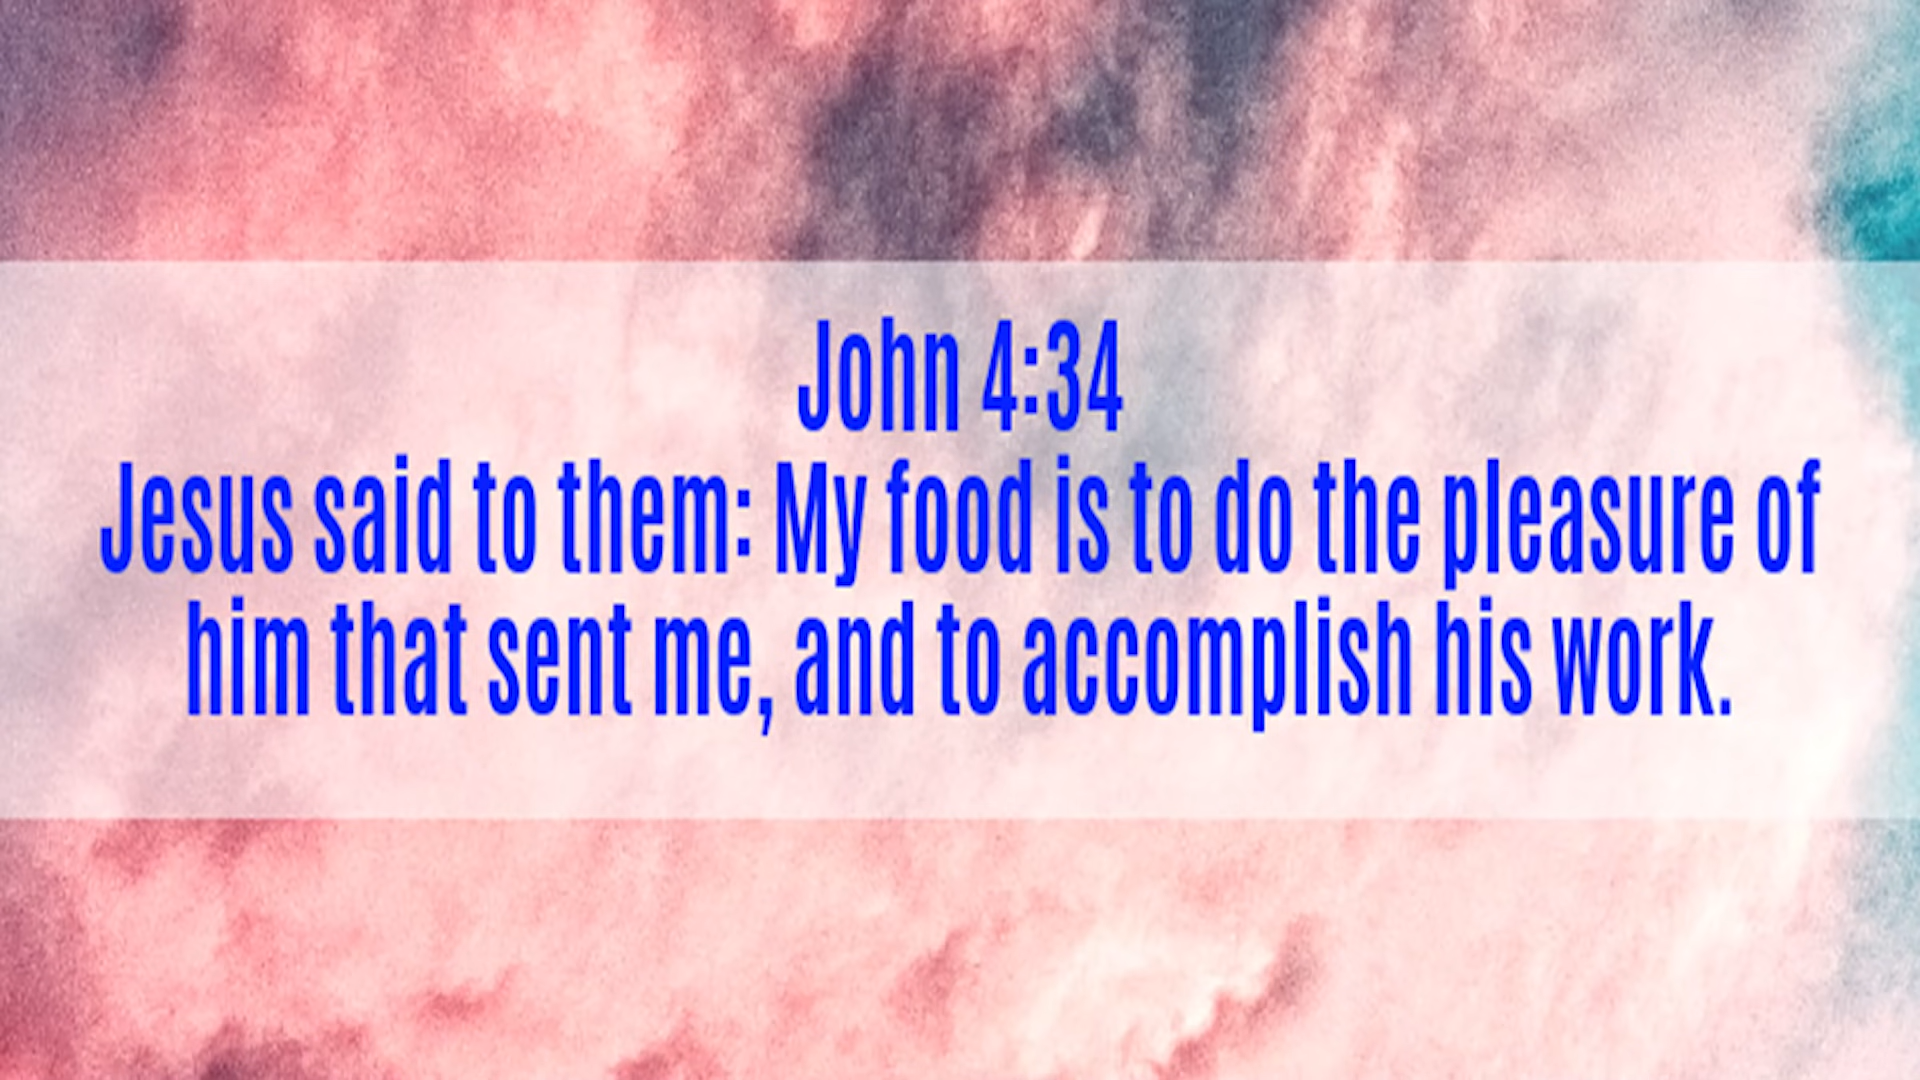 John 4:34
Jesus said to them: My food is to do the pleasure of
him that sent me, and to accomplish his work.